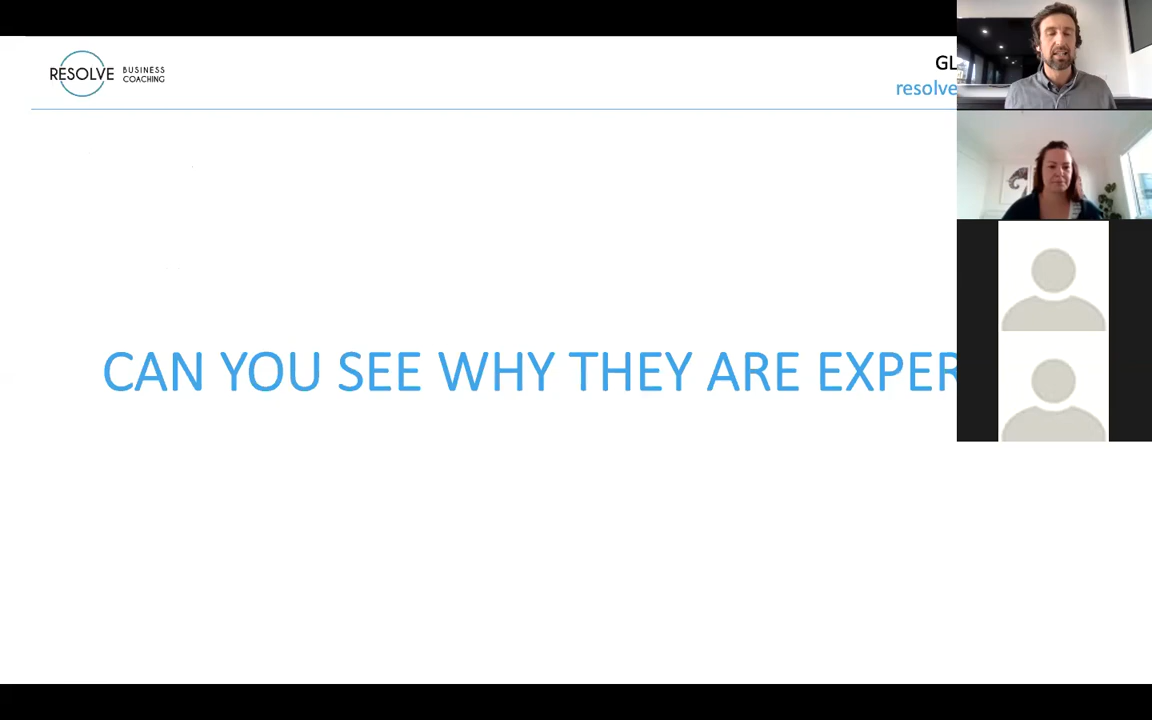 RESOLVE BUSINESS
COACHING
GL
resolve
CAN YOU SEE WHY THEY ARE EXPER